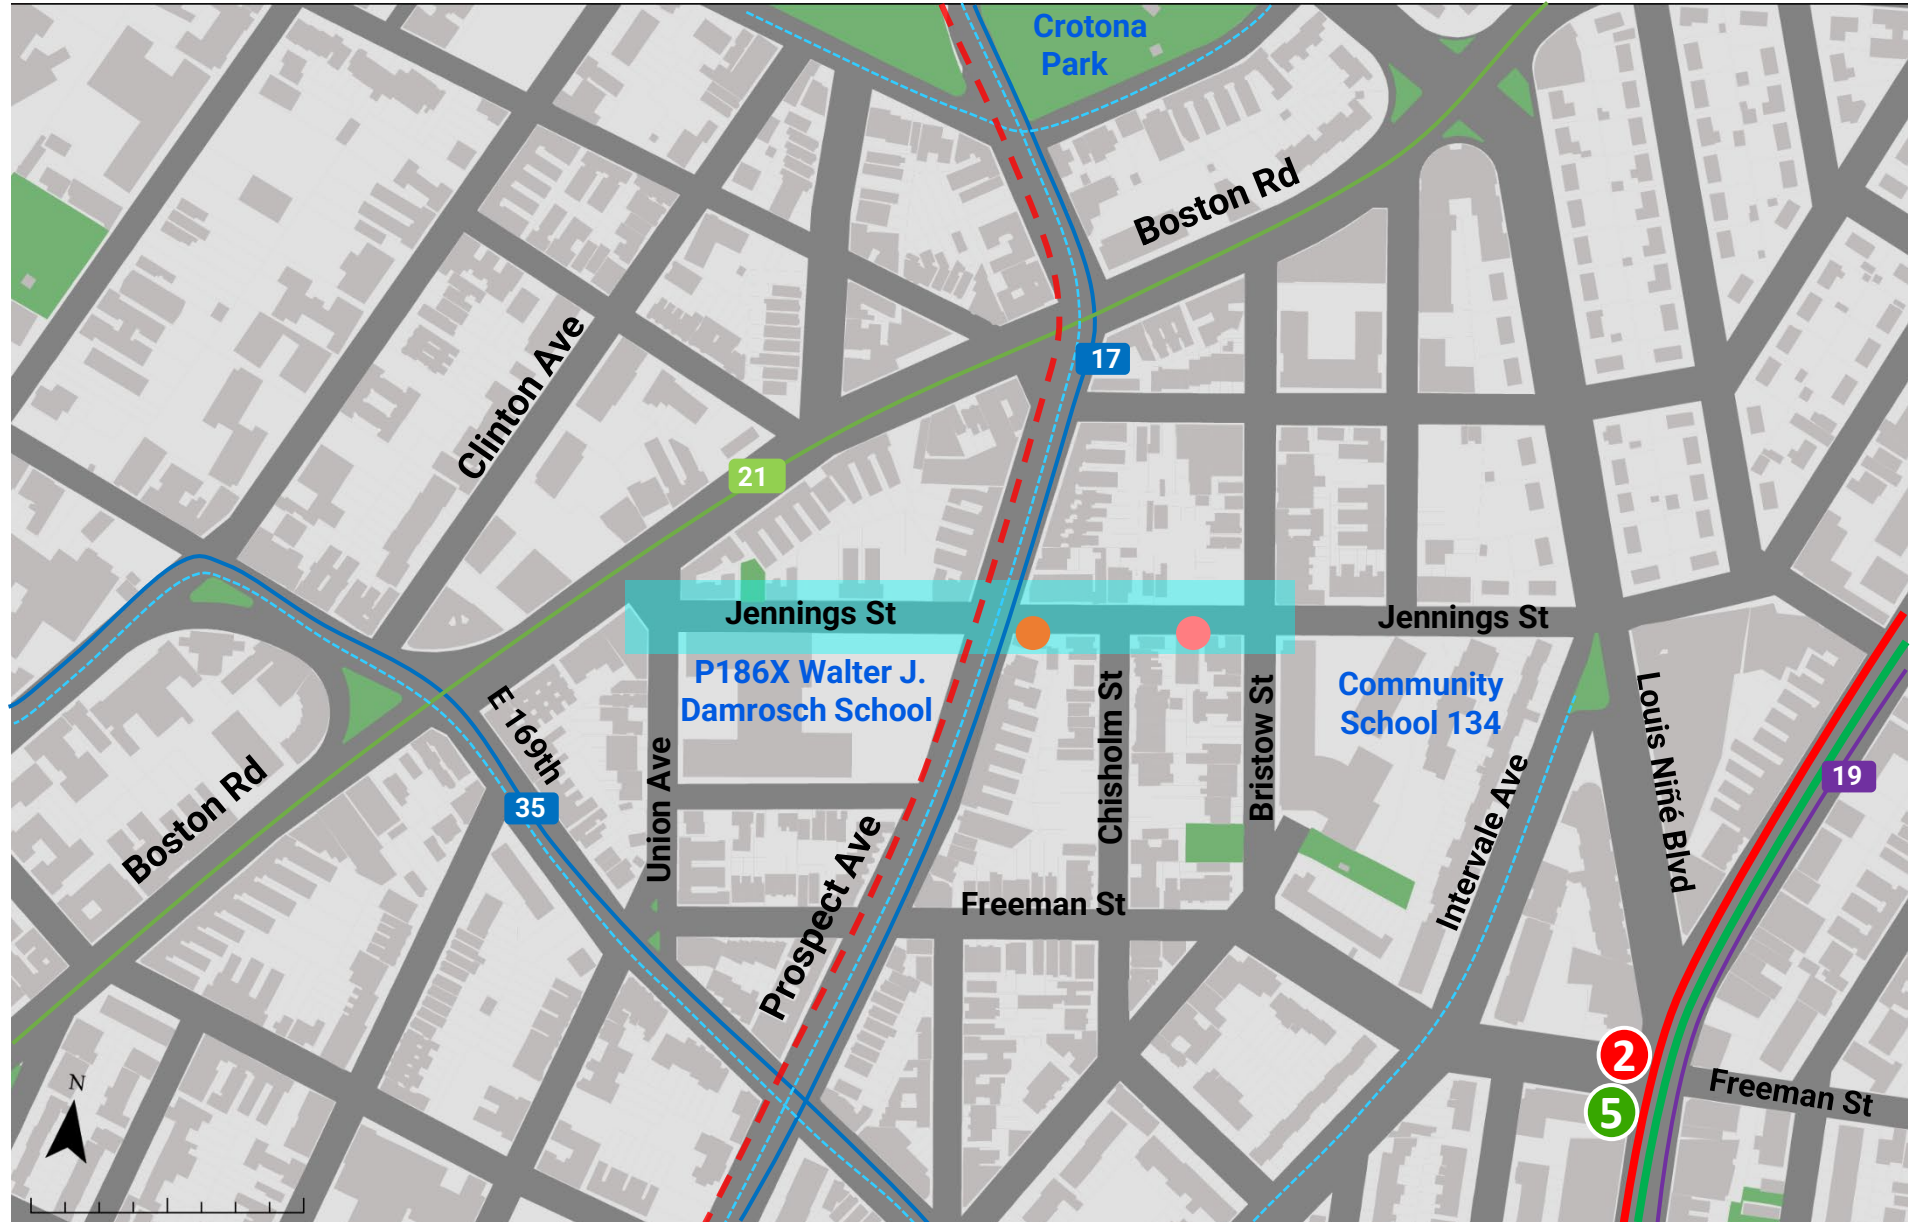 Crotona
Park
Boston Rd
Clinton Ave
17
21
Jennings St
Jennings St
P186X Walter J.
Damrosch School
Community
School 134
E 169th
Union Ave
Chisholm St
Bristow St
Louis Niñé Blvd
Intervale Ave
19
35
Boston Rd
Prospect Ave
Freeman St
2
5
Freeman St
N